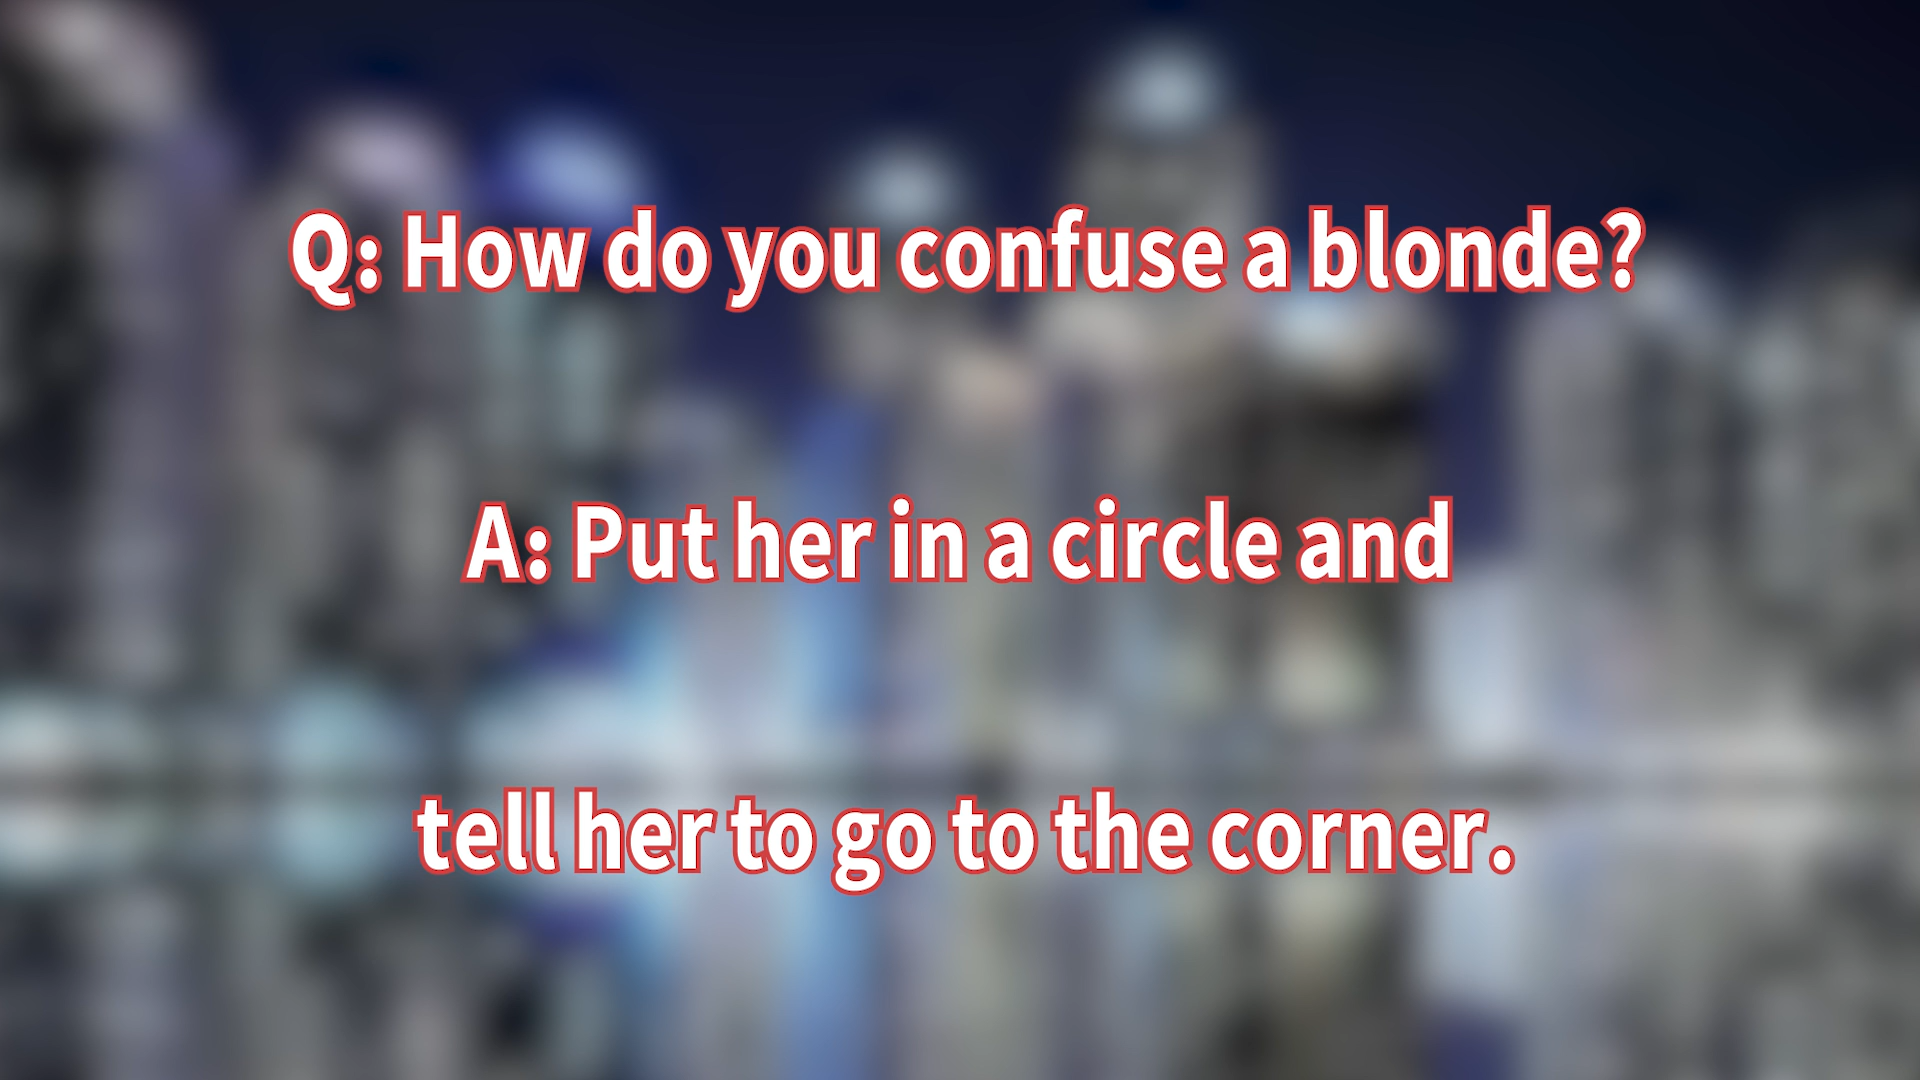 Q: How do you confuse a blonde?
A: Put her in a circle and
tell her to go to the corner.